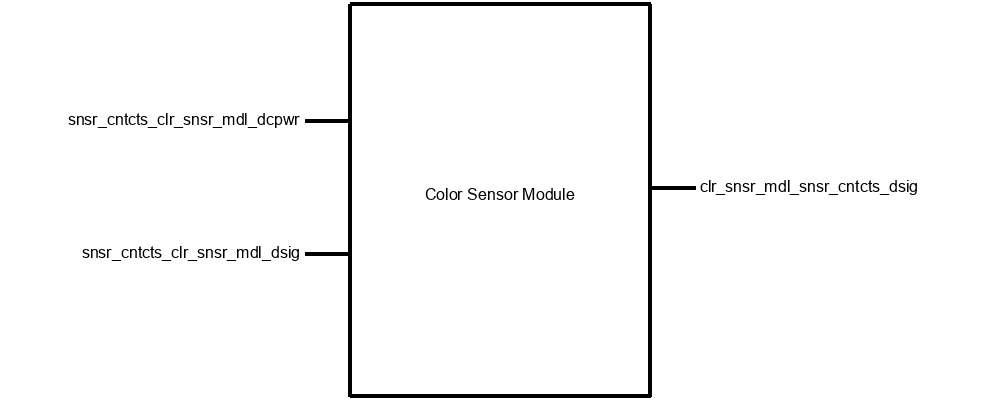 snsr_cntcts_clr_snsr_mdl_dcpwr
snsr_cntcts_clr_snsr_mdl_dsig
Color Sensor Module
clr_snsr_mdl_snsr_cntcts_dsig